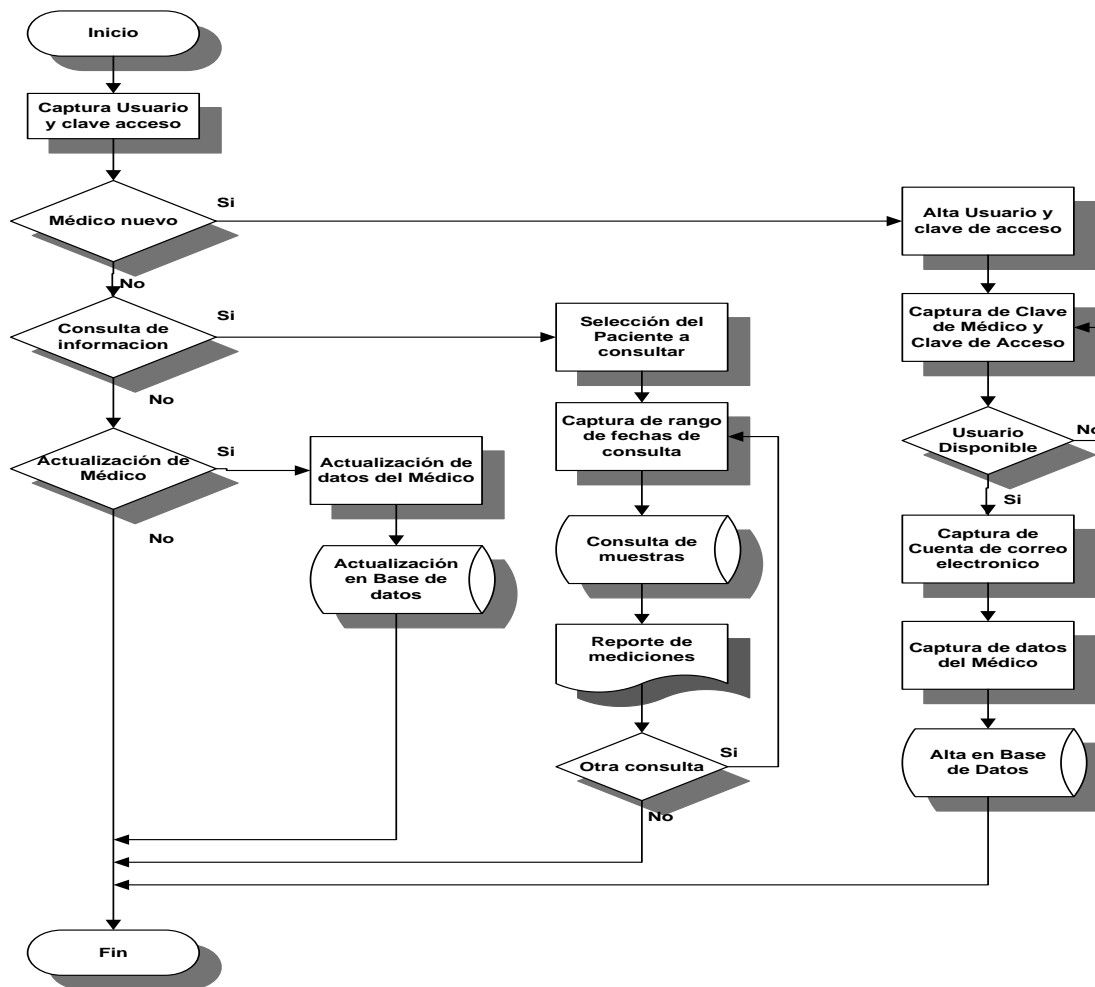 Inicio
Captura Usuario
y clave acceso
Médico nuevo
Si
No
Alta Usuario y
clave de acceso
Consulta de
informacion
Si
No
Selección del
Paciente a
consultar
Captura de Clave
de Médico y
Clave de Acceso
Actualización de
Médico
Si
No
Actualización de
datos del Médico
Captura de rango
de fechas de
consulta
Usuario
Disponible
No
Si
Actualización
en Base de
datos
Consulta de
muestras
Captura de
Cuenta de correo
electronico
Reporte de
mediciones
Captura de datos
del Médico
Otra consulta
Si
No
Alta en Base
de Datos
Fin